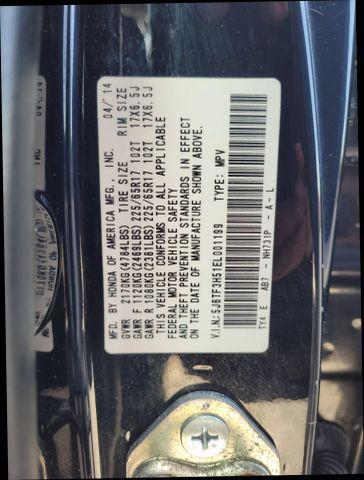 MFD. BY HONDA OF AMERICA MFG., INC. 04/14
GVWR 2170KG(4784LBS) TIRE SIZE RIM SIZE
GAWR F 1120KG(2469LBS) 225/65R17 102T 17X6.5J
GAWR R 1080KG(2381LBS) 225/65R17 102T 17X6.5J
THIS VEHICLE CONFORMS TO ALL APPLICABLE
FEDERAL MOTOR VEHICLE SAFETY
AND THEFT PREVENTION STANDARDS IN EFFECT
ON THE DATE OF MANUFACTURE SHOWN ABOVE.
V.I.N.: 5J6TF3H51EL001199 TYPE: MPV
TY4 E AB71 - NH731P - A - L